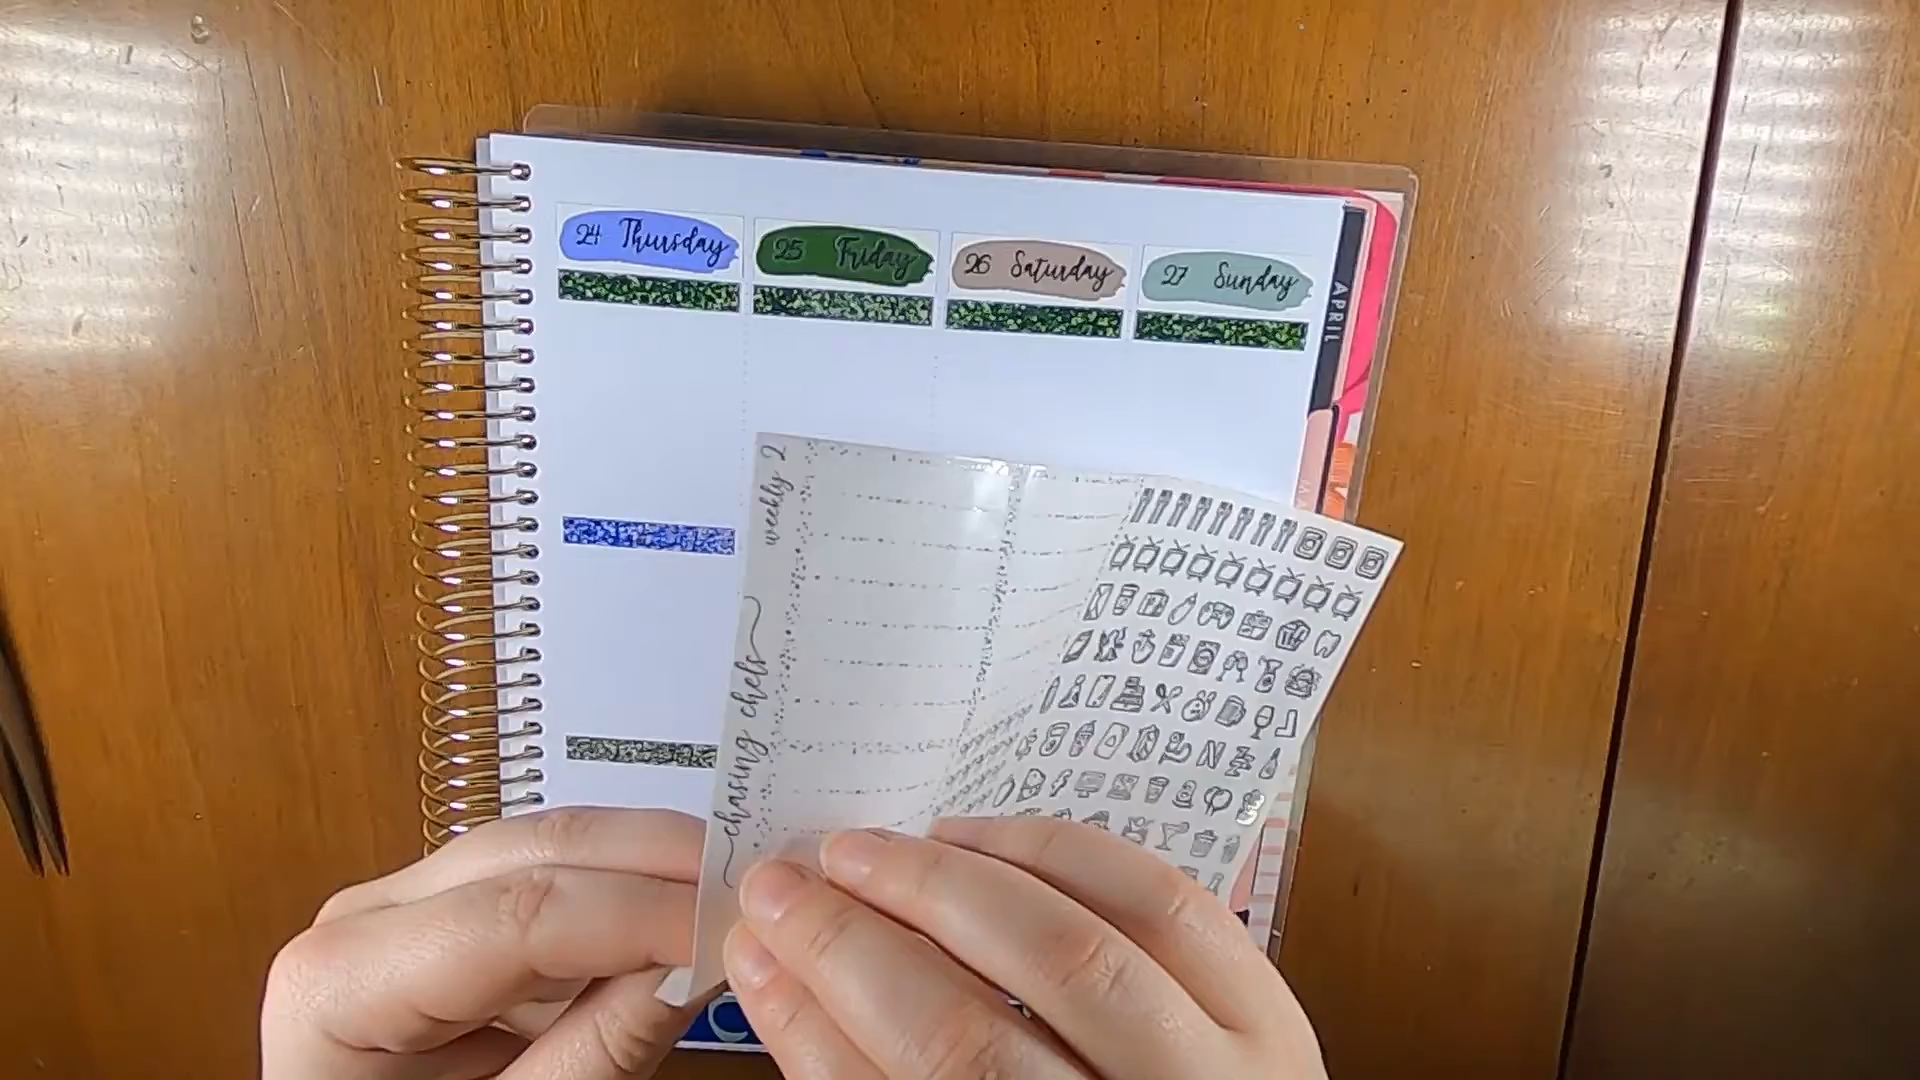 24 Thursday
25 Friday
26 Saturday
27 Sunday
APRIL
weekly 2
chasing chels